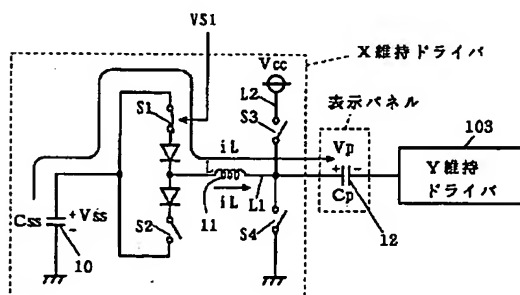 VS1
X維持ドライバ
Vcc
L2
表示パネル
S1
S3
103
iL
Vp
L
+ -
Y維持
ドライバ
iL
L1
Cp
Css
+Vss
11
S2
S4
12
10